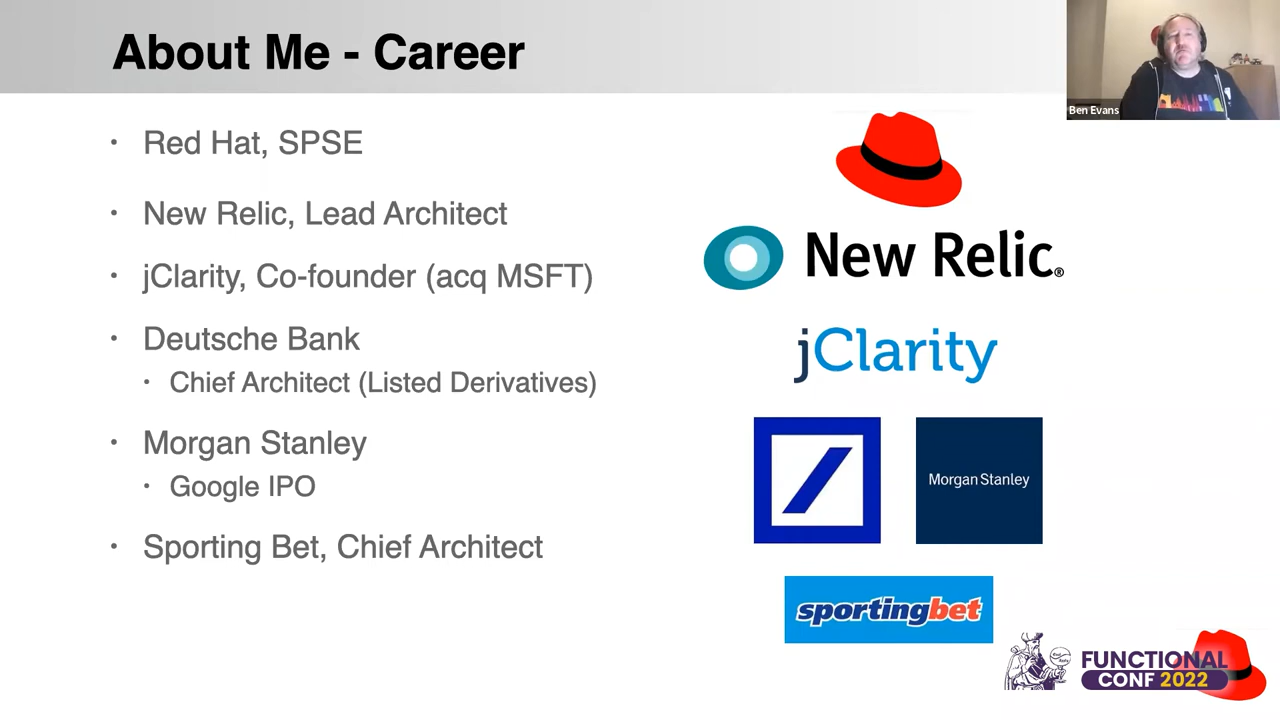 About Me - Career
Ben Evans
• Red Hat, SPSE
• New Relic, Lead Architect
• jClarity, Co-founder (acq MSFT)
• Deutsche Bank
• Chief Architect (Listed Derivatives)
• Morgan Stanley
• Google IPO
• Sporting Bet, Chief Architect
New Relic®
jClarity
Morgan Stanley
sportingbet
FUNCTIONAL
CONF 2022